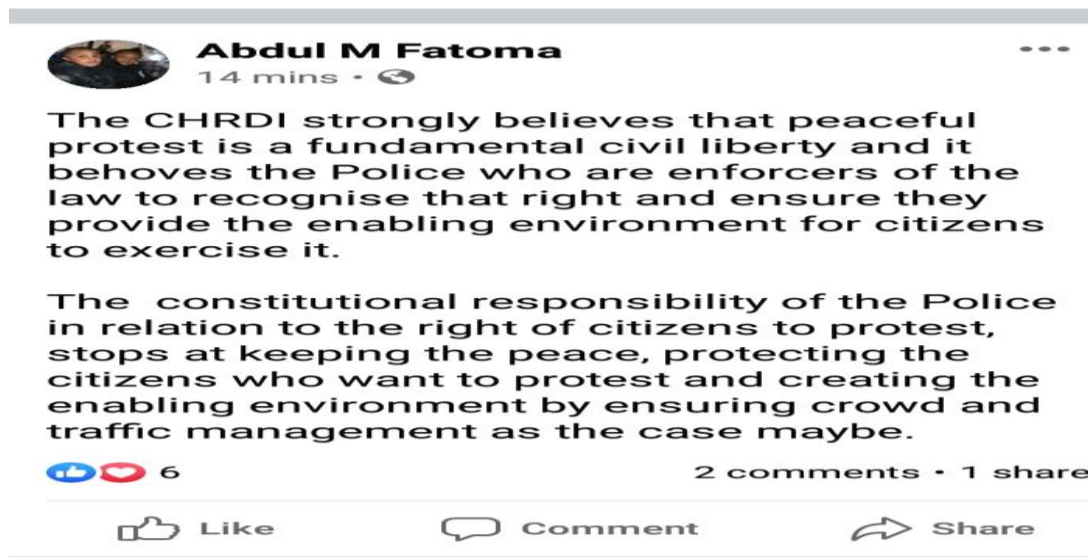 Abdul M Fatoma
14 mins •
The CHRDI strongly believes that peaceful
protest is a fundamental civil liberty and it
behoves the Police who are enforcers of the
law to recognise that right and ensure they
provide the enabling environment for citizens
to exercise it.
The constitutional responsibility of the Police
in relation to the right of citizens to protest,
stops at keeping the peace, protecting the
citizens who want to protest and creating the
enabling environment by ensuring crowd and
traffic management as the case maybe.
6 2 comments • 1 share
Like Comment Share